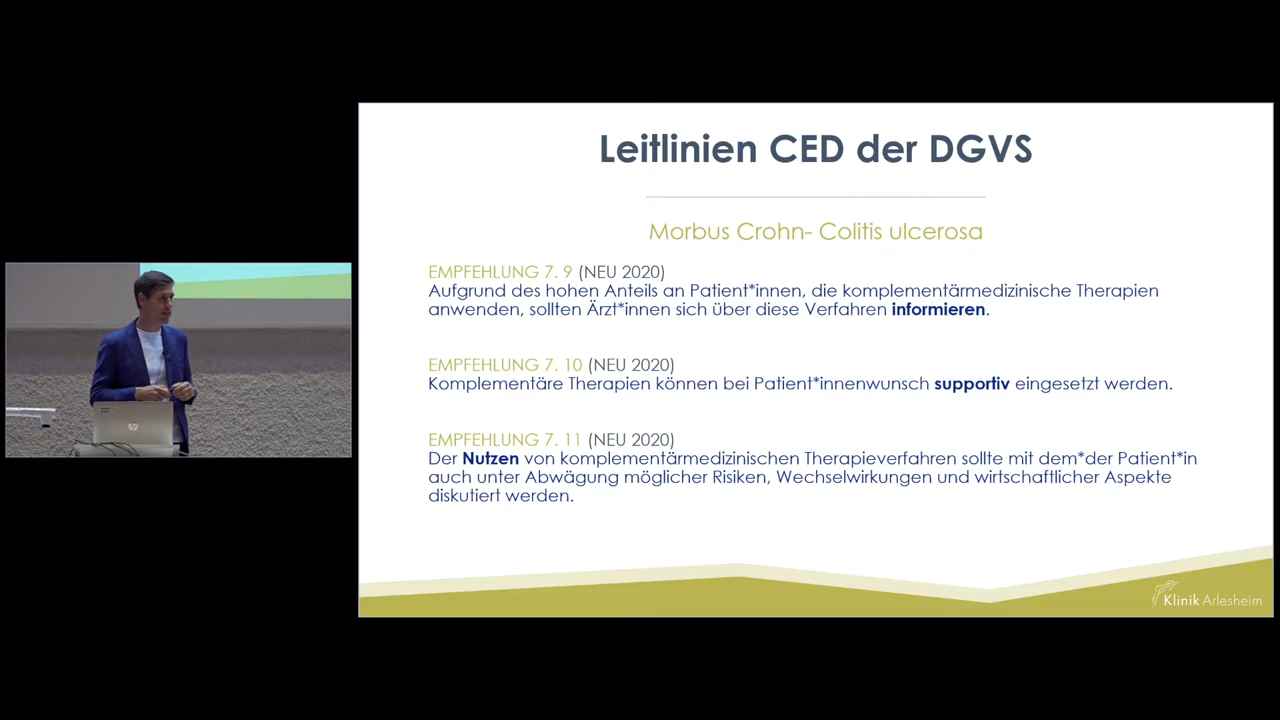 Leitlinien CED der DGVS
Morbus Crohn- Colitis ulcerosa
EMPFEHLUNG 7. 9 (NEU 2020)
Aufgrund des hohen Anteils an Patient*innen, die komplementärmedizinische Therapien
anwenden, sollten Ärzt*innen sich über diese Verfahren informieren.
EMPFEHLUNG 7. 10 (NEU 2020)
Komplementäre Therapien können bei Patient*innenwunsch supportiv eingesetzt werden.
EMPFEHLUNG 7. 11 (NEU 2020)
Der Nutzen von komplementärmedizinischen Therapieverfahren sollte mit dem*der Patient*in
auch unter Abwägung möglicher Risiken, Wechselwirkungen und wirtschaftlicher Aspekte
diskutiert werden.
Klinik Arlesheim
hp